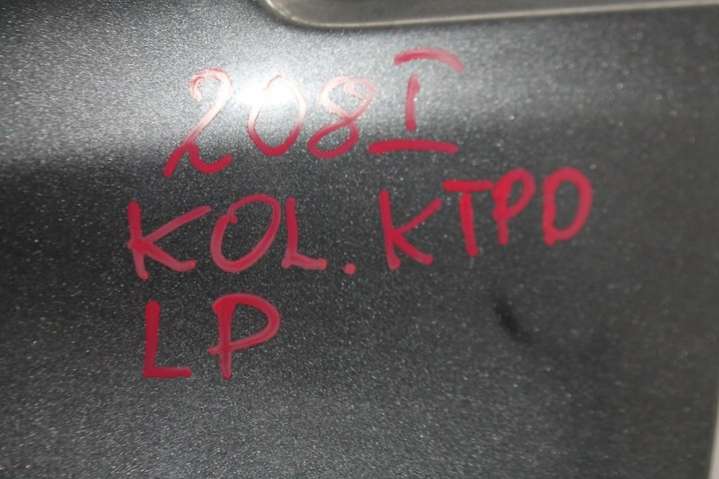 208 I
KOL. KTPD
LP